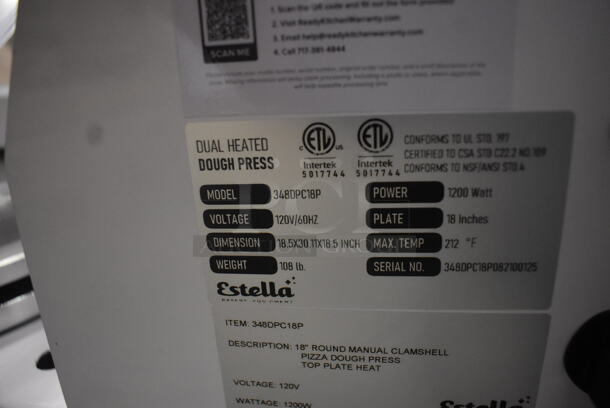 1. Scan the QR code and fill out the form provided
2. Visit ReadyKitchenWarranty.com
3. Email help@readykitchenwarranty.com
4. Call 717-381-4844
SCAN ME
DUAL HEATED
DOUGH PRESS
C ETL US
Intertek
5017744
ETL
Intertek
5017744
CONFORMS TO UL STD. 197
CERTIFIED TO CSA STD C22.2 NO.109
CONFORMS TO NSF/ANSI STD.4
MODEL 348DPC18P
POWER 1200 Watt
VOLTAGE 120V/60HZ
PLATE 18 Inches
DIMENSION 18.5X30.11X18.5 INCH
MAX. TEMP 212 °F
WEIGHT 108 lb.
SERIAL NO. 348DPC18P082100125
Estella
ITEM: 348DPC18P
DESCRIPTION: 18" ROUND MANUAL CLAMSHELL
PIZZA DOUGH PRESS
TOP PLATE HEAT
VOLTAGE: 120V
WATTAGE: 1200W
Estella